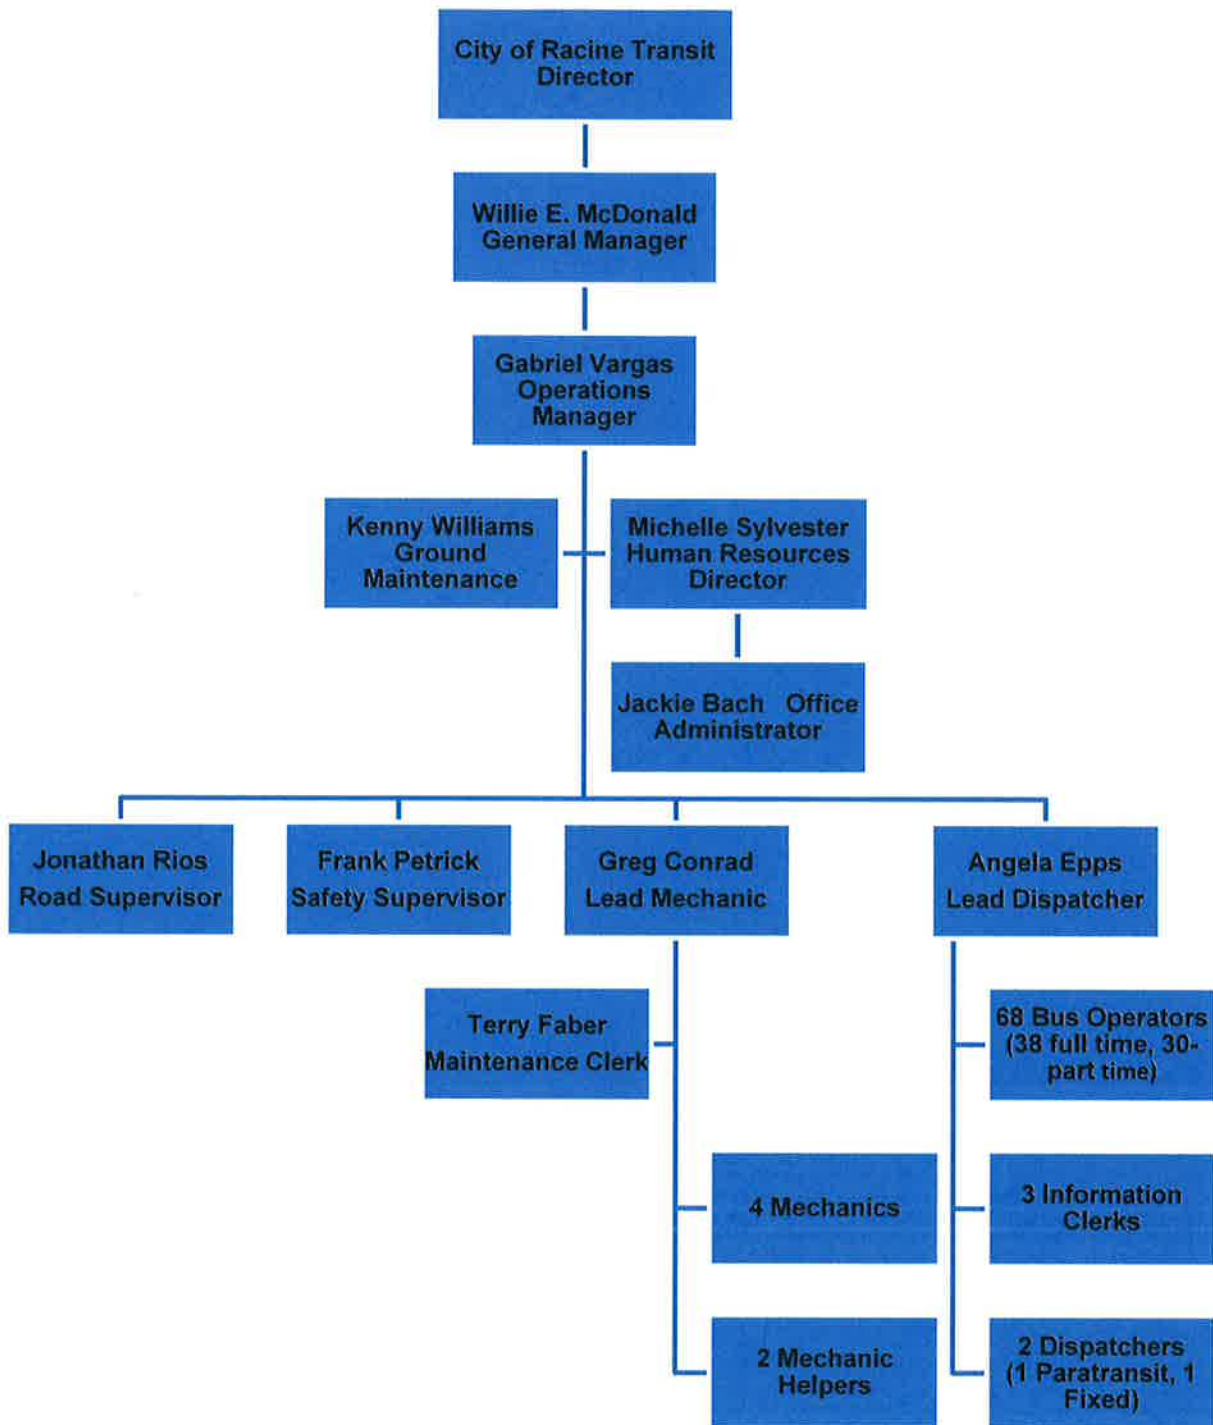 City of Racine Transit
Director
Willie E. McDonald
General Manager
Gabriel Vargas
Operations
Manager
Kenny Williams
Ground
Maintenance
Michelle Sylvester
Human Resources
Director
Jackie Bach Office
Administrator
Jonathan Rios
Road Supervisor
Frank Petrick
Safety Supervisor
Greg Conrad
Lead Mechanic
Angela Epps
Lead Dispatcher
Terry Faber
Maintenance Clerk
68 Bus Operators
(38 full time, 30-
part time)
4 Mechanics
3 Information
Clerks
2 Mechanic
Helpers
2 Dispatchers
(1 Paratransit, 1
Fixed)